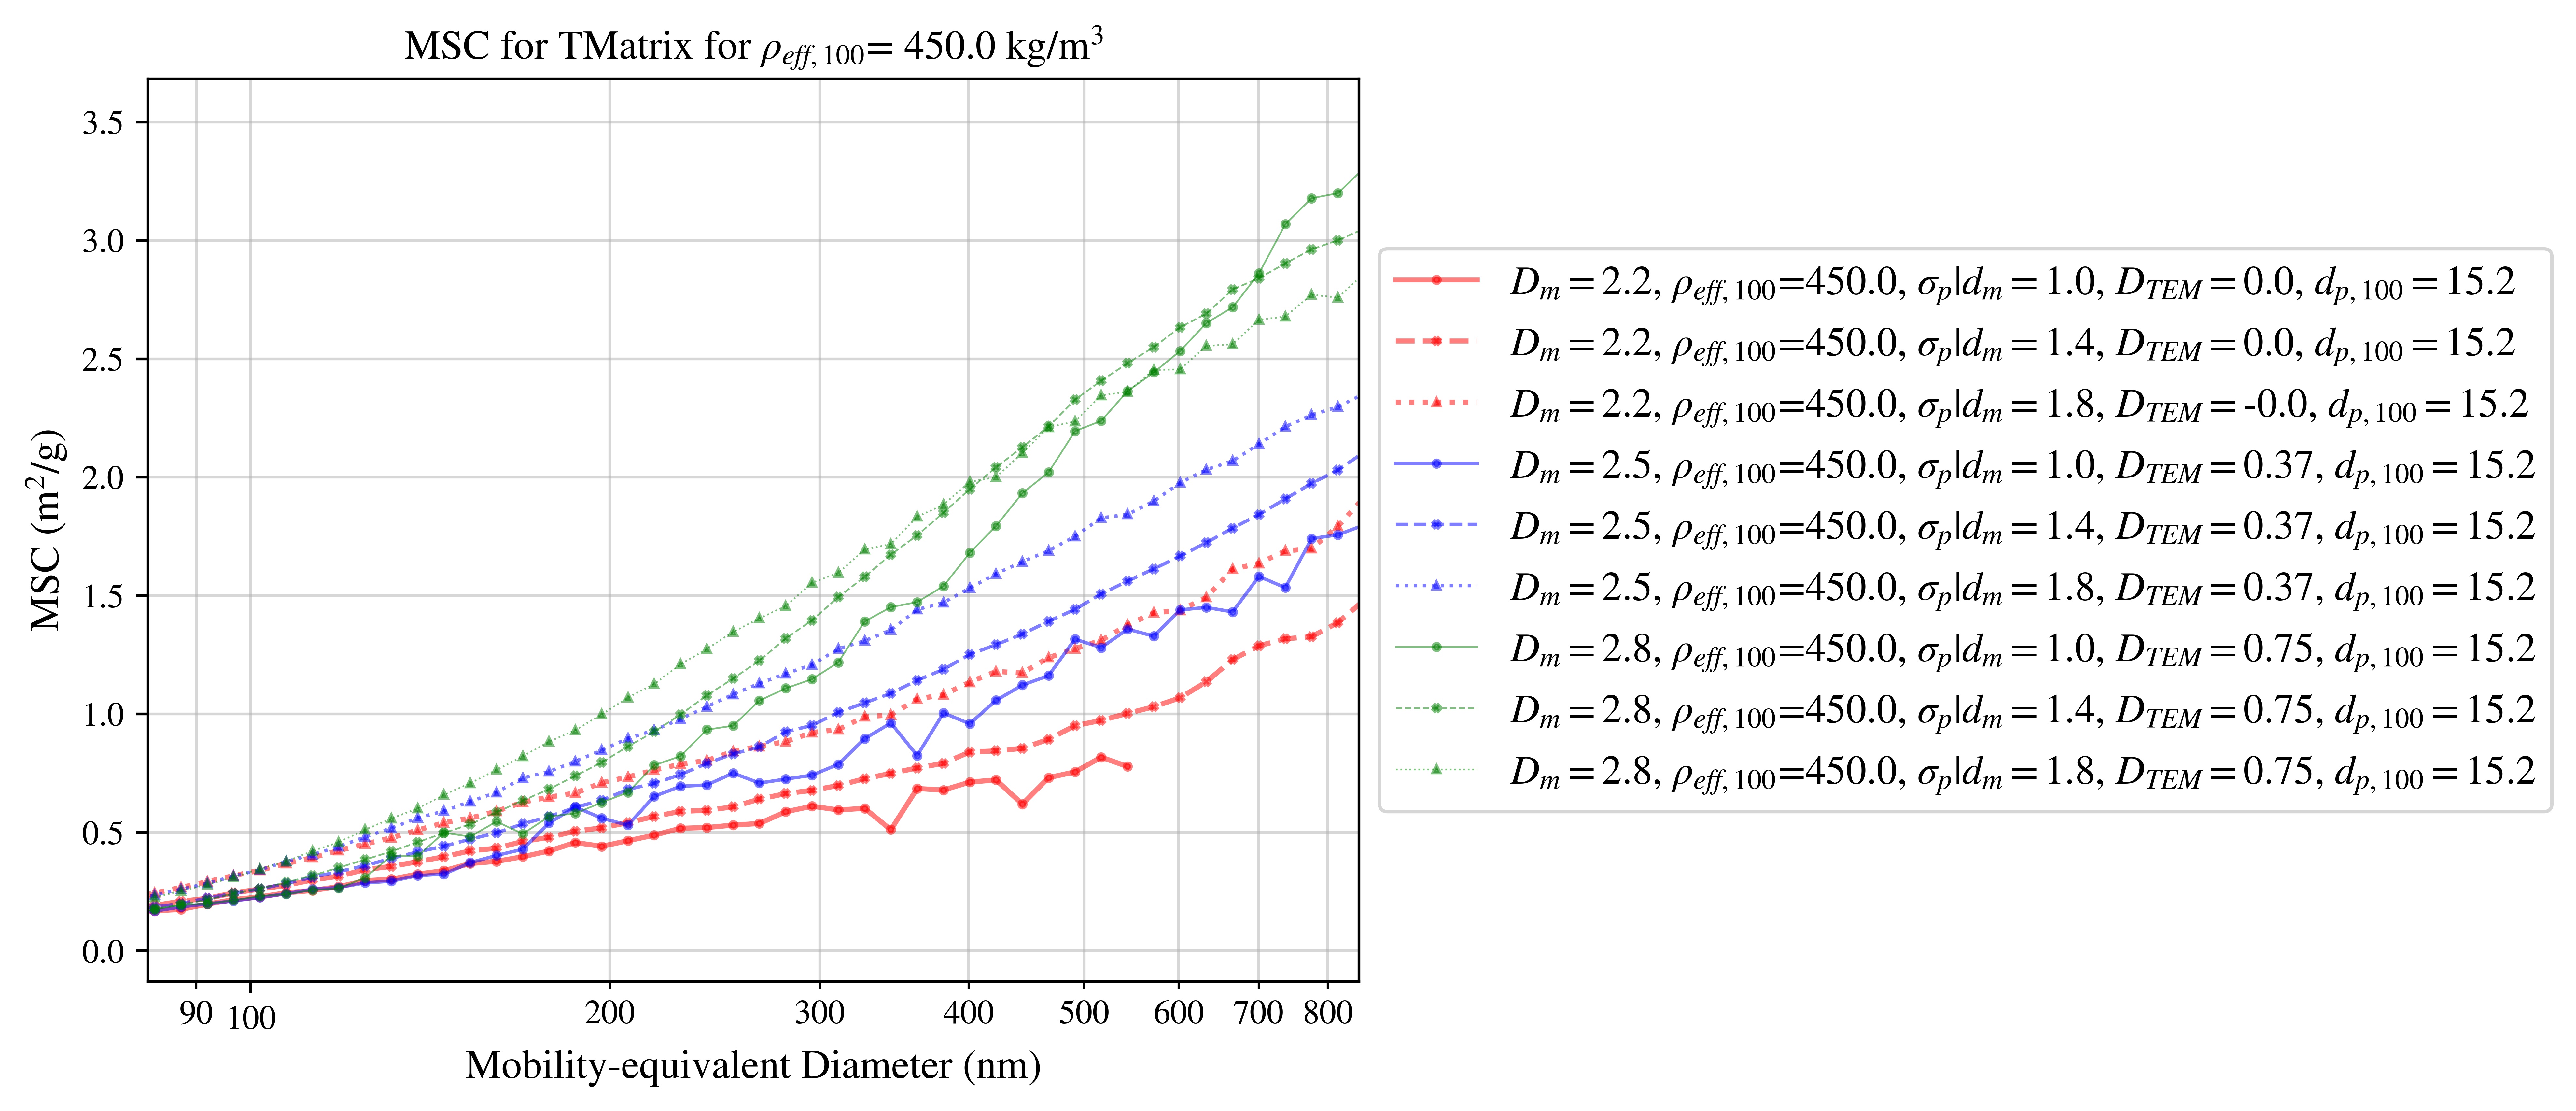 MSC for TMatrix for ρeff,100= 450.0 kg/m³
3.5
3.0
2.5
2.0
1.5
1.0
0.5
0.0
MSC (m²/g)
90 100 200 300 400 500 600 700 800
Mobility-equivalent Diameter (nm)
Dm = 2.2, ρeff,100=450.0, σp|dm = 1.0, DTEM = 0.0, dp,100 = 15.2
Dm = 2.2, ρeff,100=450.0, σp|dm = 1.4, DTEM = 0.0, dp,100 = 15.2
Dm = 2.2, ρeff,100=450.0, σp|dm = 1.8, DTEM = -0.0, dp,100 = 15.2
Dm = 2.5, ρeff,100=450.0, σp|dm = 1.0, DTEM = 0.37, dp,100 = 15.2
Dm = 2.5, ρeff,100=450.0, σp|dm = 1.4, DTEM = 0.37, dp,100 = 15.2
Dm = 2.5, ρeff,100=450.0, σp|dm = 1.8, DTEM = 0.37, dp,100 = 15.2
Dm = 2.8, ρeff,100=450.0, σp|dm = 1.0, DTEM = 0.75, dp,100 = 15.2
Dm = 2.8, ρeff,100=450.0, σp|dm = 1.4, DTEM = 0.75, dp,100 = 15.2
Dm = 2.8, ρeff,100=450.0, σp|dm = 1.8, DTEM = 0.75, dp,100 = 15.2